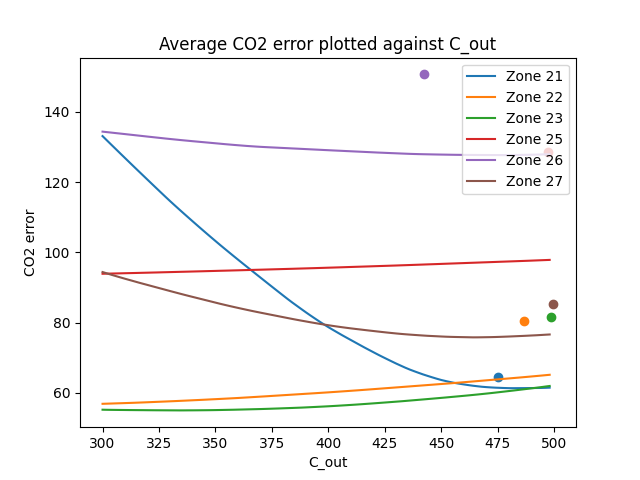 Average CO2 error plotted against C_out
Zone 21
Zone 22
Zone 23
Zone 25
Zone 26
Zone 27
140
120
100
80
60
CO2 error
300
325
350
375
400
425
450
475
500
C_out